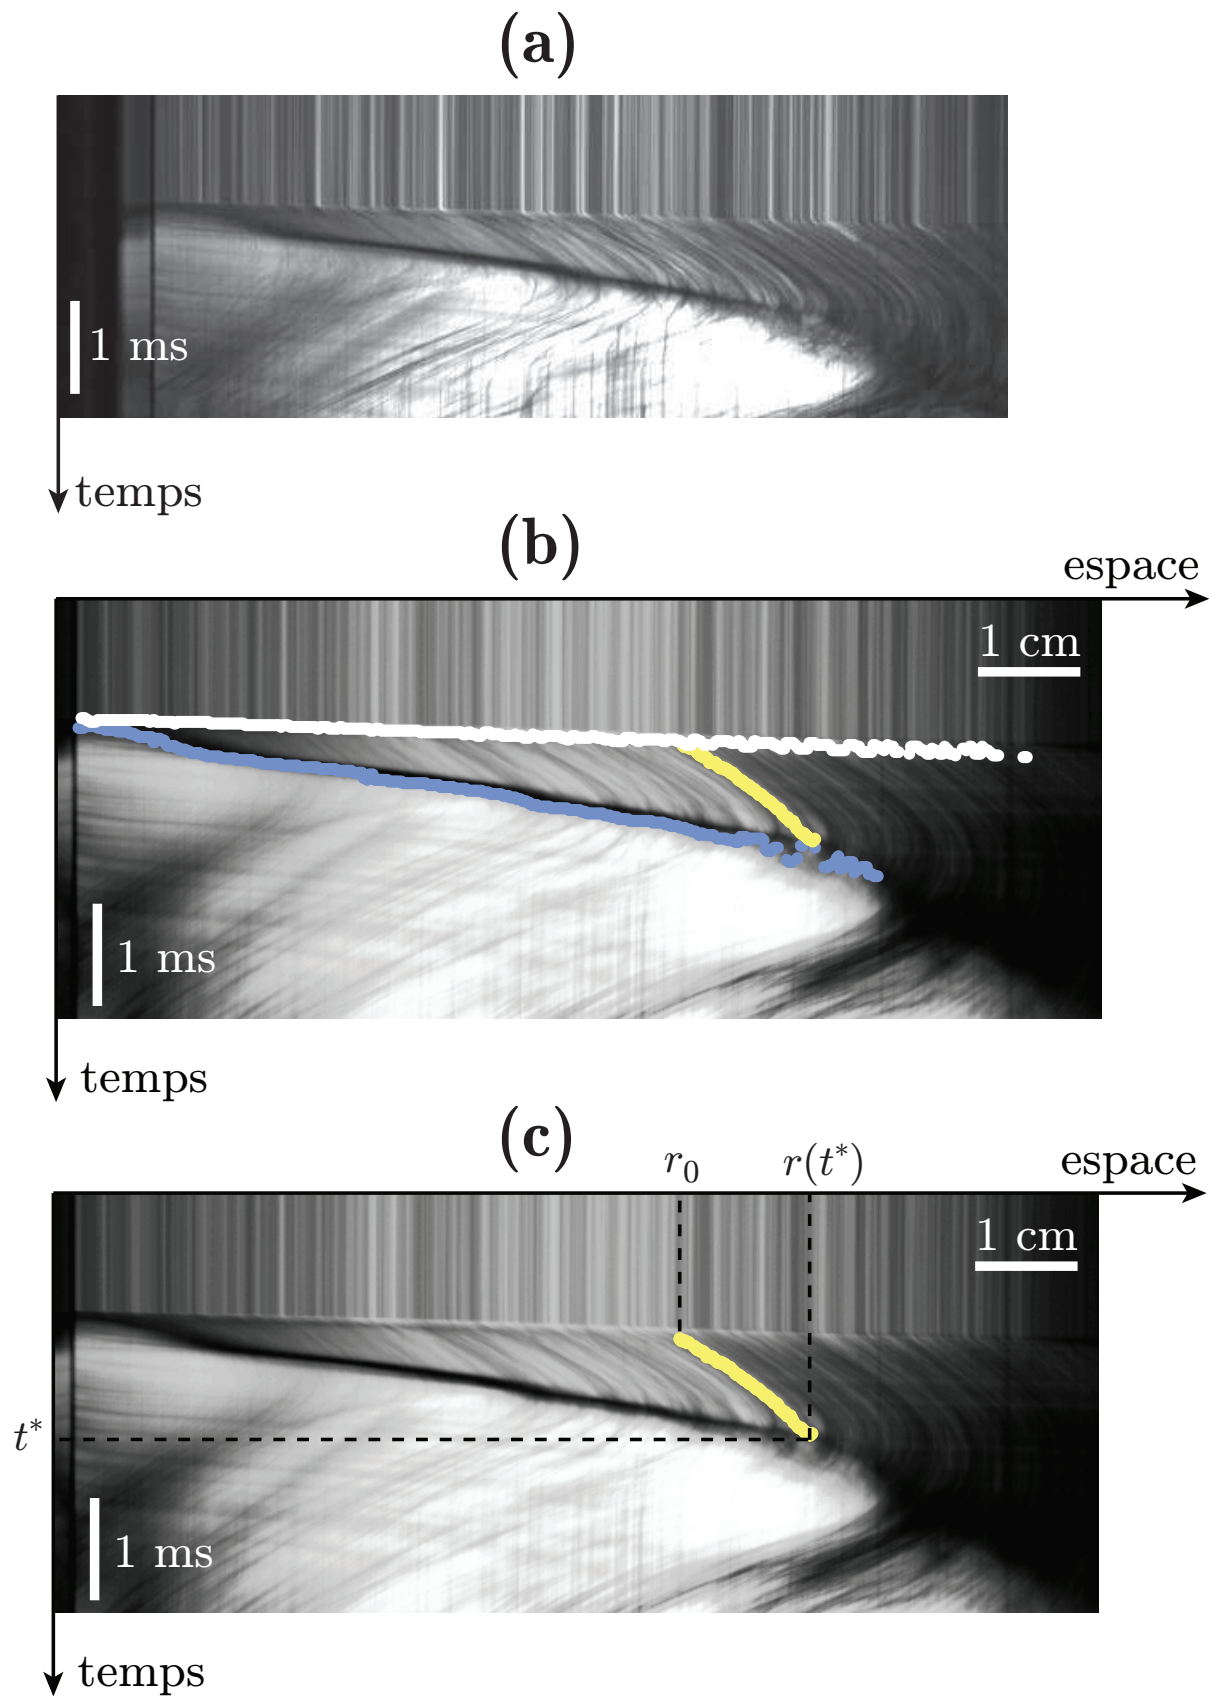 (a)
1 ms
temps
(b)
espace
1 cm
1 ms
temps
(c)
r₀ r(t*) espace
1 cm
t*
1 ms
temps